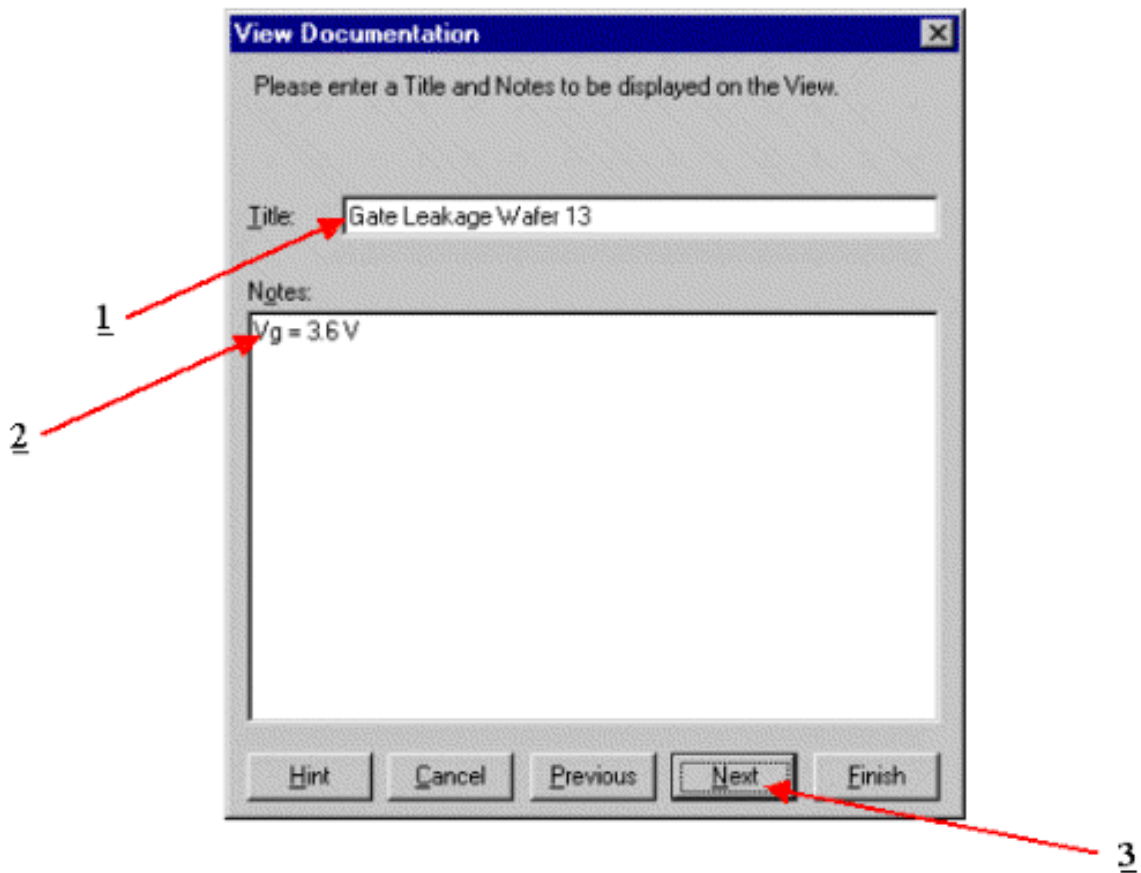 View Documentation
Please enter a Title and Notes to be displayed on the View.
Title: Gate Leakage Wafer 13
1
Notes:
Vg = 3.6 V
2
Hint Cancel Previous Next Finish
3